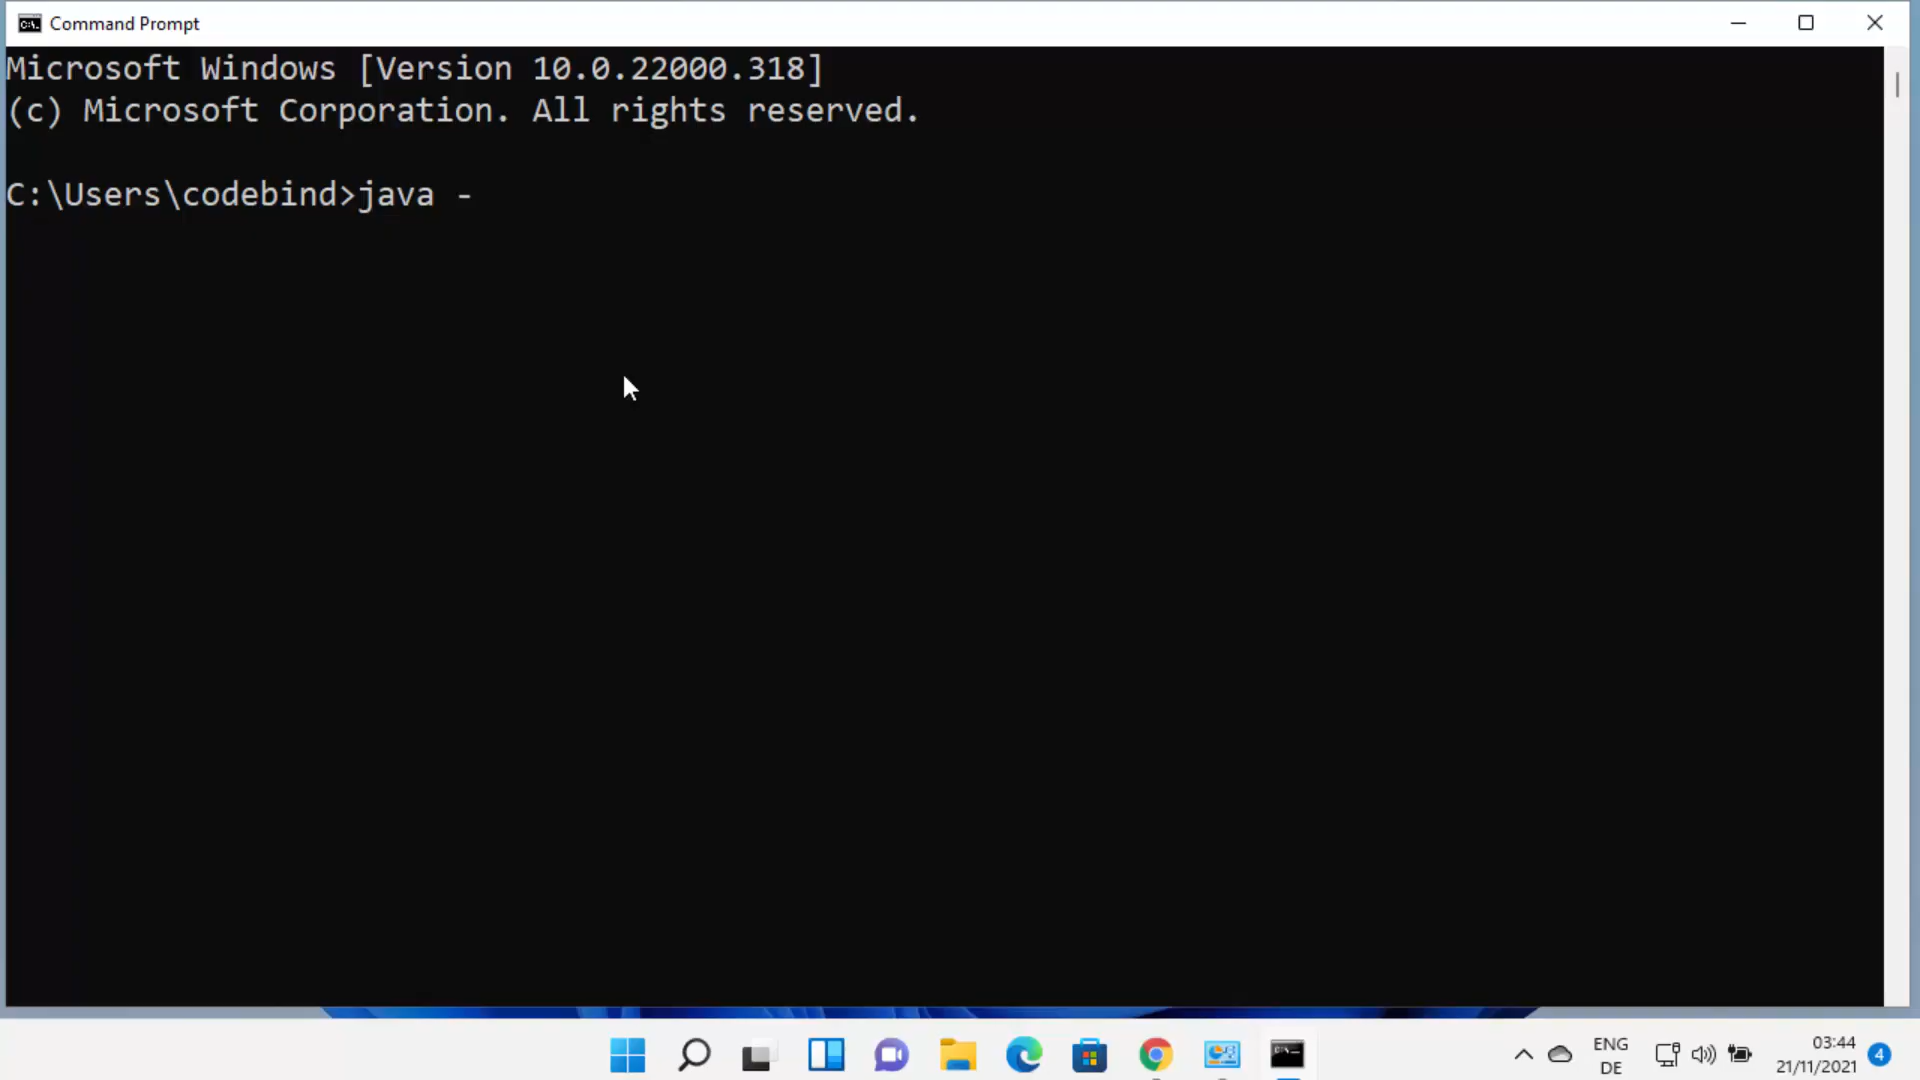 Command Prompt
Microsoft Windows [Version 10.0.22000.318]
(c) Microsoft Corporation. All rights reserved.
C:\Users\codebind>java -
ENG
DE
03:44
21/11/2021
4